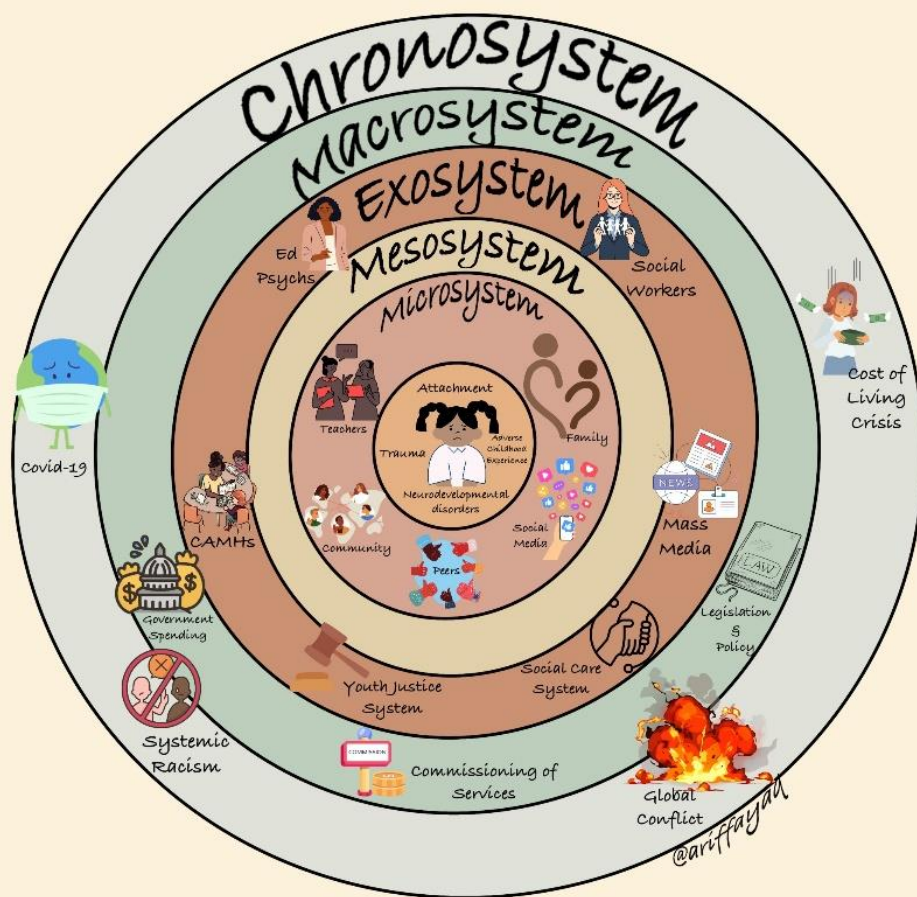 Chronosystem
Macrosystem
Exosystem
Ed
Psychs
Social
Workers
Mesosystem
Microsystem
Teachers
Family
Attachment
Trauma
Adverse
Childhood
Experience
Neurodevelopmental
disorders
Community
Peers
Social
Media
Covid-19
Cost of
Living
Crisis
CAMHs
NEWS
Aa
Mass
Media
Government
Spending
LAW
Legislation
&
Policy
Youth Justice
System
Social Care
System
Systemic
Racism
COMMISSION
Commissioning of
Services
Global
Conflict
@ariffayad